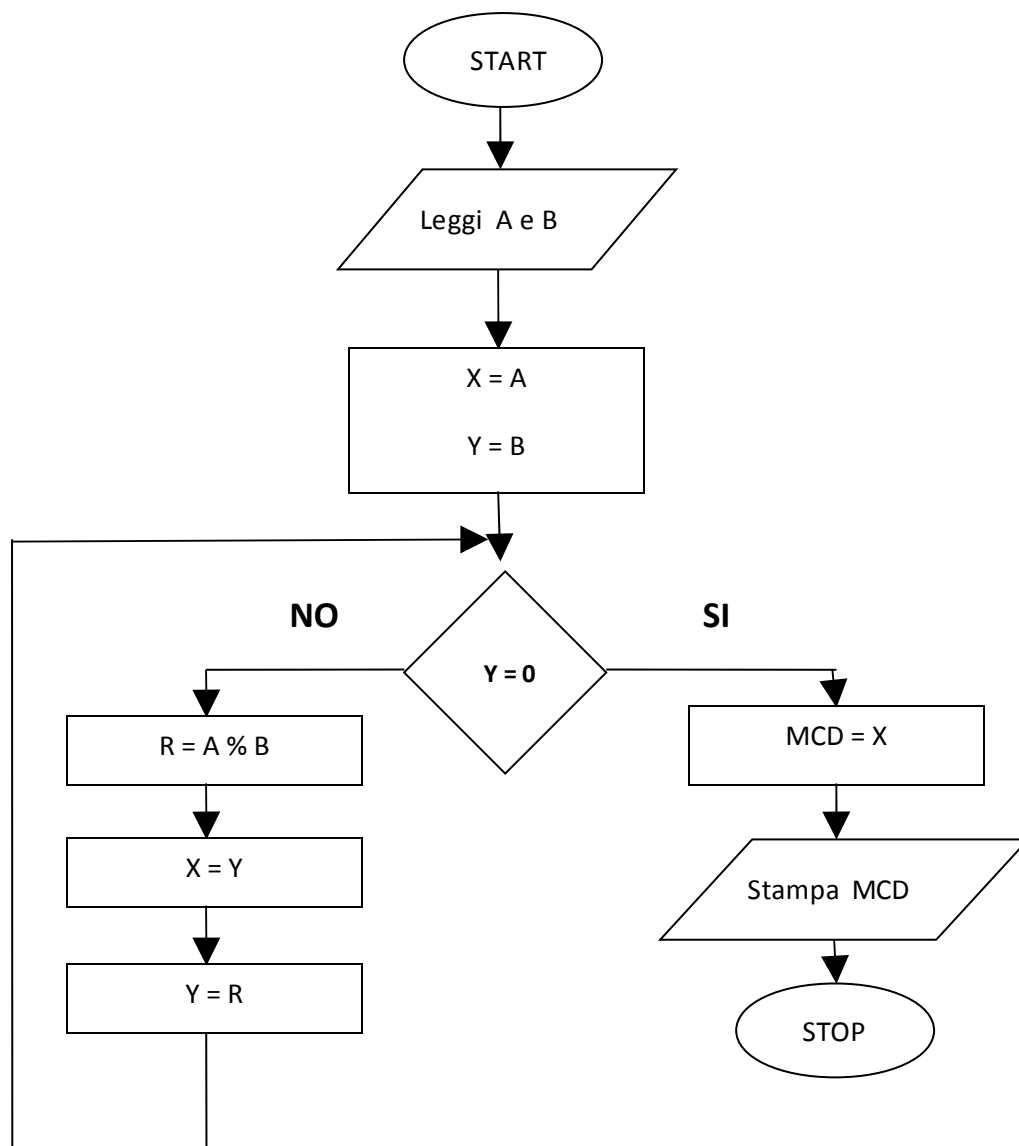 START
Leggi A e B
X = A
Y = B
NO
SI
Y = 0
R = A % B
MCD = X
X = Y
Stampa MCD
Y = R
STOP